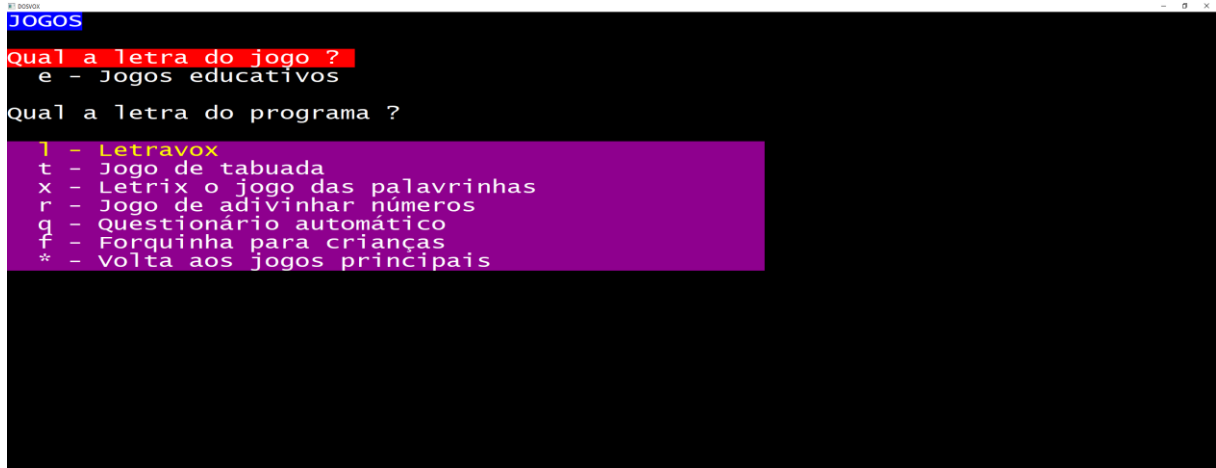 DOSVOX
JOGOS
Qual a letra do jogo ?
e - Jogos educativos
Qual a letra do programa ?
l - Letravox
t - Jogo de tabuada
x - Letrix o jogo das palavrinhas
r - Jogo de adivinhar números
q - Questionário automático
f - Forquinha para crianças
* - Volta aos jogos principais